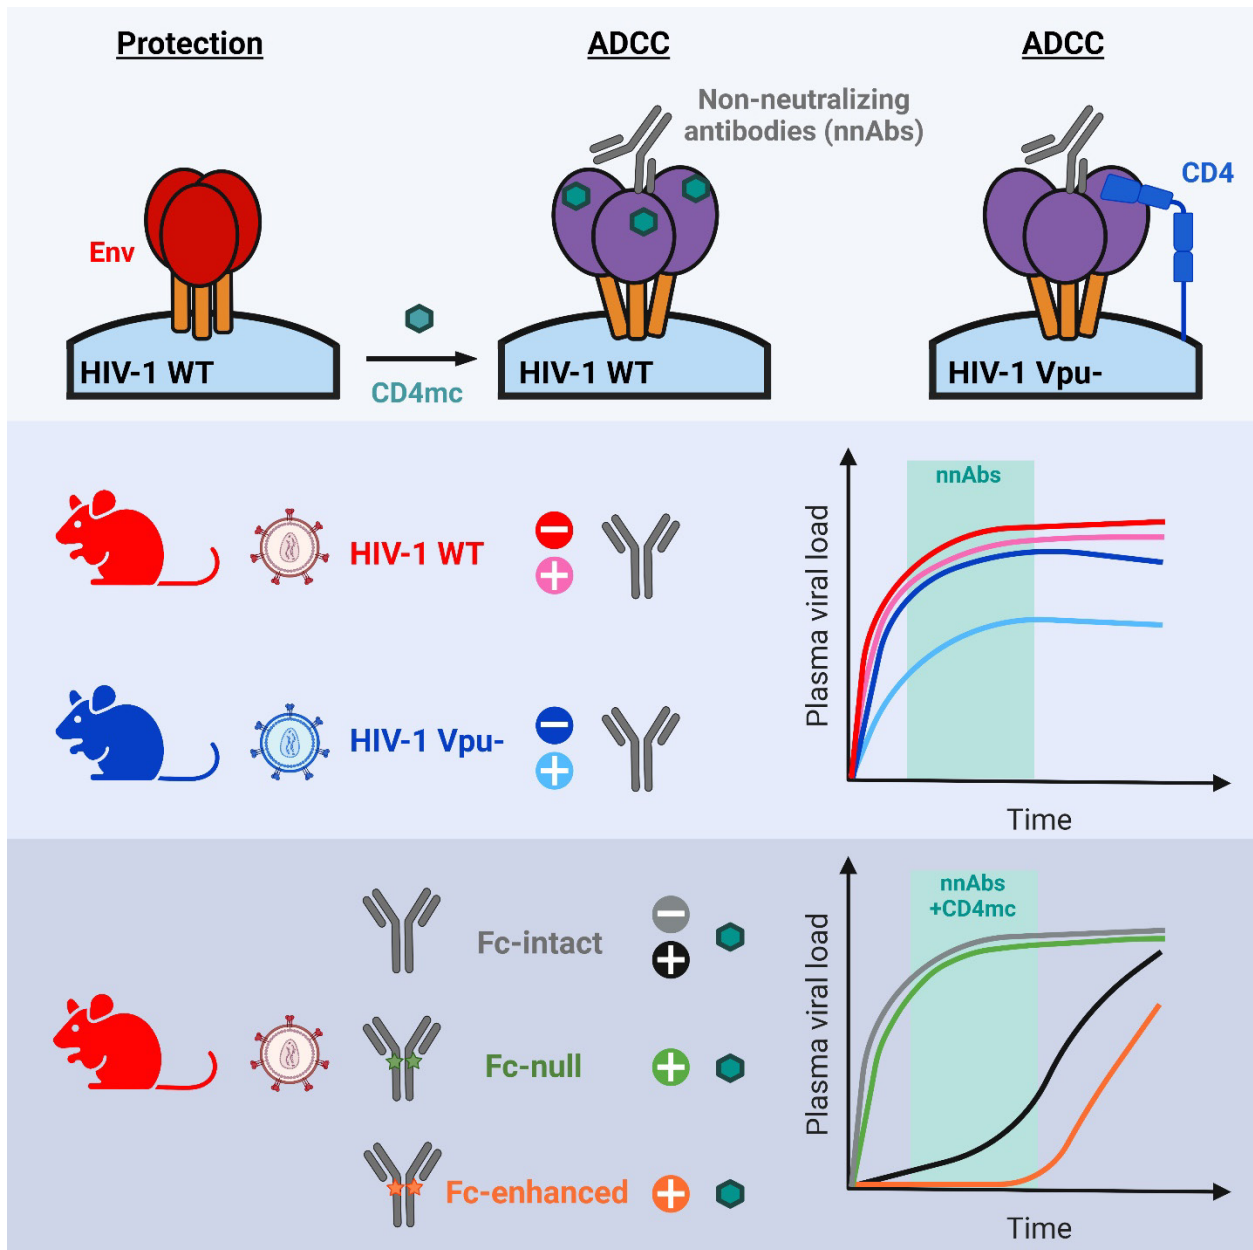 Protection
ADCC
ADCC
Non-neutralizing
antibodies (nnAbs)
CD4
Env
HIV-1 WT
CD4mc
HIV-1 WT
HIV-1 Vpu-
HIV-1 WT
HIV-1 Vpu-
nnAbs
Plasma viral load
Time
Fc-intact
Fc-null
Fc-enhanced
nnAbs
+CD4mc
Plasma viral load
Time